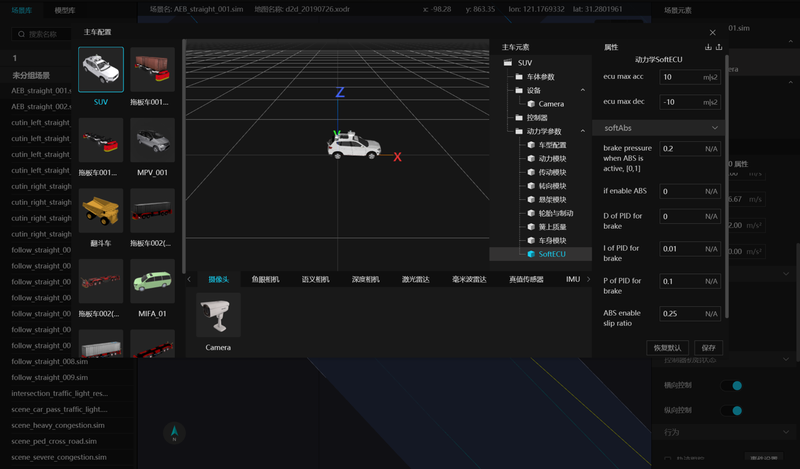 场景库 模型库 场景名: AEB_straight_001.sim 地图名称: d2d_20190726.xodr x: -98.28 y: 863.35 lon: 121.1769332 lat: 31.2801961 场景元素
搜索名称
1
未分组场景
AEB_straight_001.s
AEB_straight_002.s
cutin_left_straight_
cutin_left_straight_
cutin_left_straight_
cutin_left_straight_
cutin_left_straight_
cutin_left_straight_
cutin_right_straight
cutin_right_straight
cutin_right_straight
cutin_right_straight
follow_straight_00
follow_straight_00
follow_straight_00
follow_straight_00
follow_straight_00
follow_straight_008.sim
follow_straight_009.sim
intersection_traffic_light_res...
scene_car_pass_traffic_light....
scene_heavy_congestion.sim
scene_ped_cross_road.sim
scene_severe_congestion.sim
主车配置
SUV
拖板车001...
拖板车001...
MPV_001
翻斗车
拖板车002(...
拖板车002(...
MIFA_01
Z
Y
X
摄像头 鱼眼相机 语义相机 深度相机 激光雷达 毫米波雷达 真值传感器 IMU
Camera
主车元素
SUV
车体参数
设备
Camera
控制器
动力学参数
车型配置
动力模块
传动模块
转向模块
悬架模块
轮胎与制动
簧上质量
车身模块
SoftECU
属性
动力学SoftECU
ecu max acc 10 m|s2
ecu max dec -10 m|s2
softAbs
brake pressure
when ABS is
active, [0,1]
0.2 N/A
if enable ABS 0 N/A
D of PID for
brake
0 N/A
I of PID for
brake
0.01 N/A
P of PID for
brake
0.1 N/A
ABS enable
slip ratio
0.25 N/A
恢复默认 保存
01.sim
era
属性
6.67 m/s
2.00 m/s²
0.00 m/s²
横向控制
纵向控制
行为
N